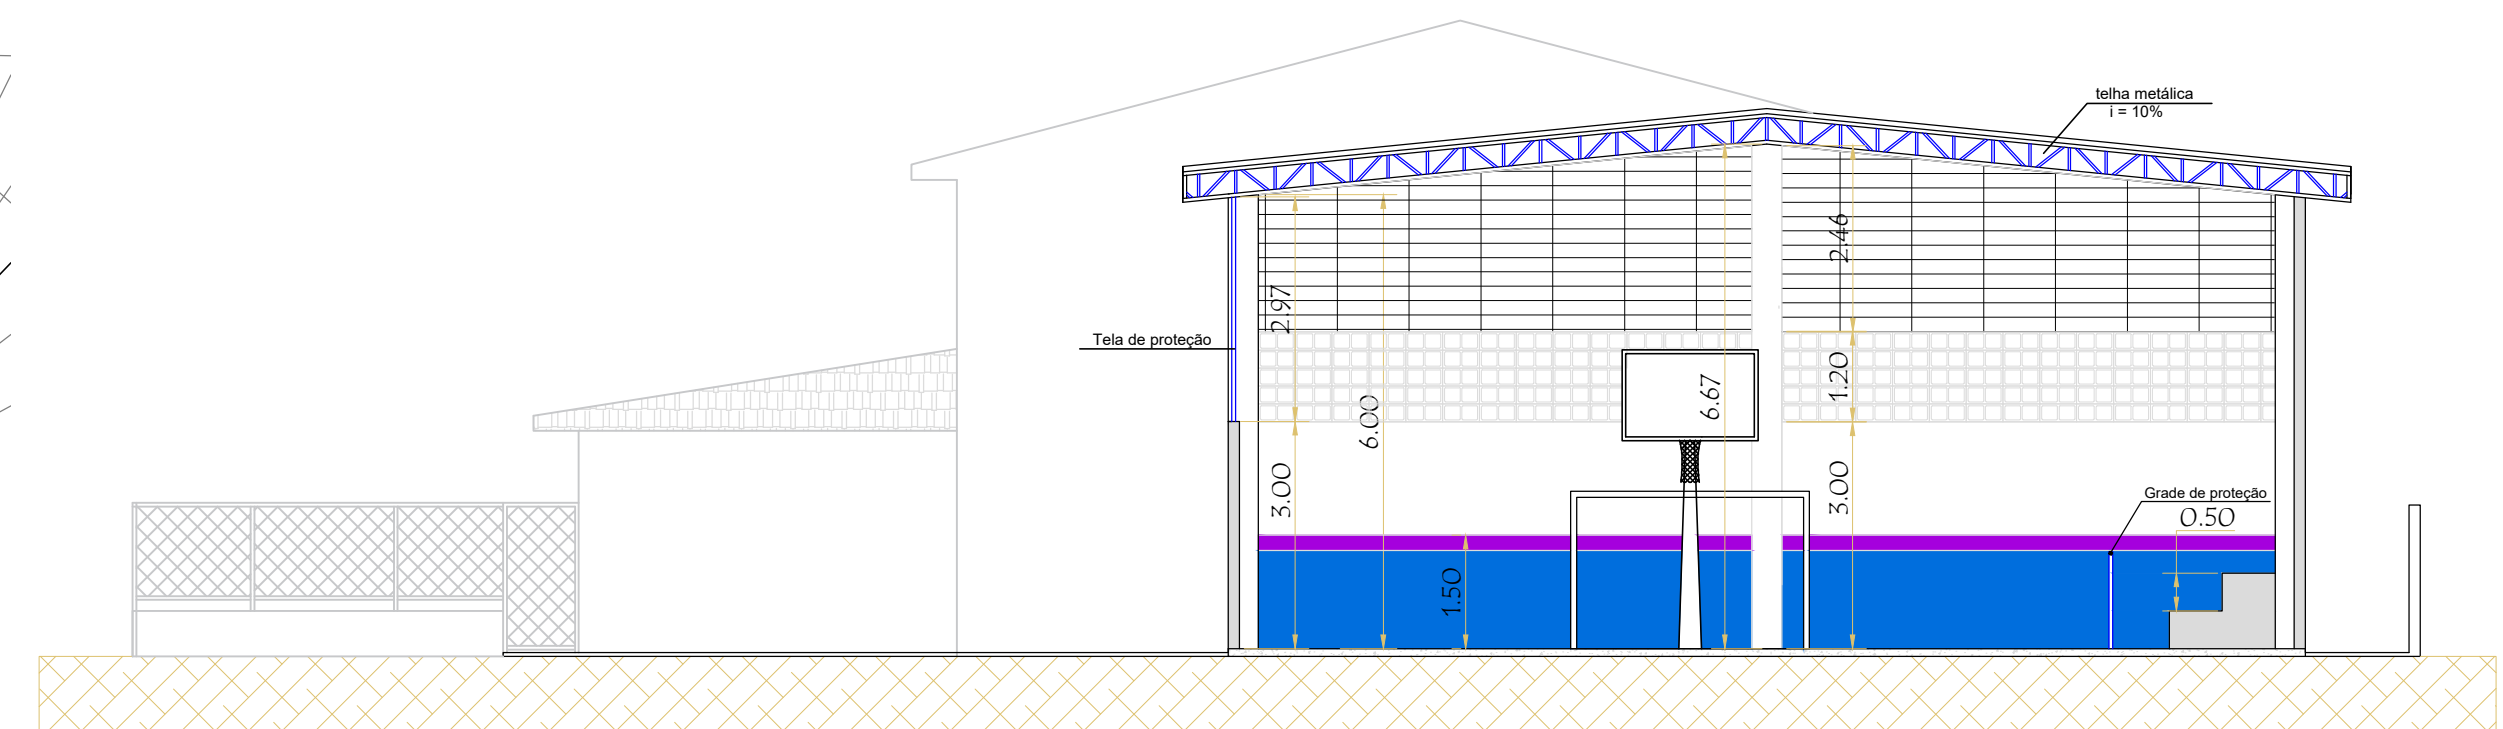 telha metálica
i = 10%
2.46
2.97
Tela de proteção
1.20
6.67
6.00
3.00
3.00
Grade de proteção
0.50
1.50